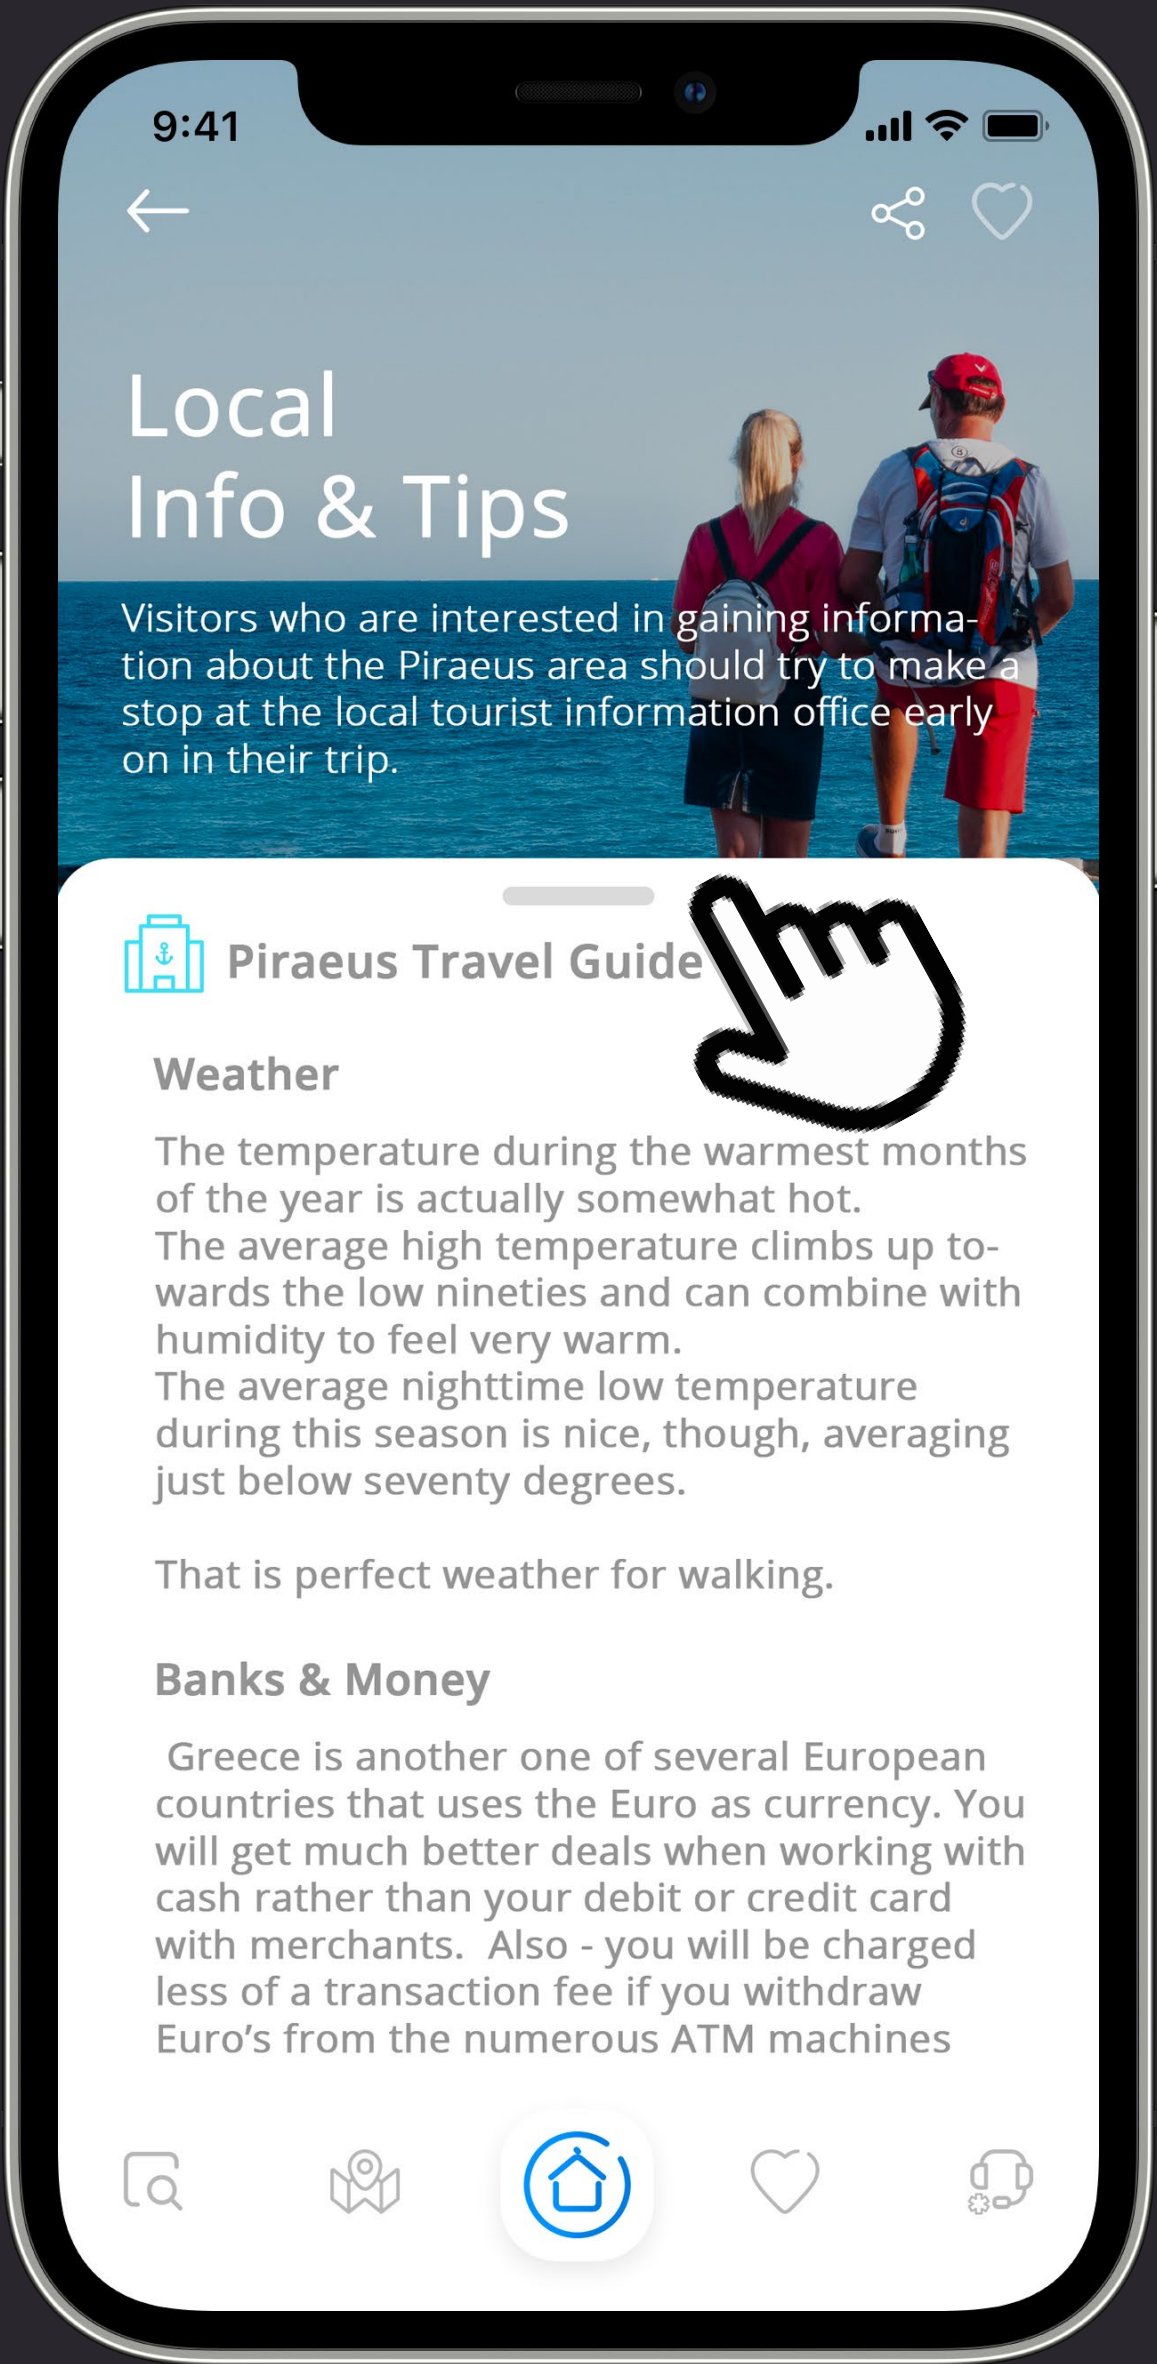 9:41
Local
Info & Tips
Visitors who are interested in gaining informa-
tion about the Piraeus area should try to make a
stop at the local tourist information office early
on in their trip.
Piraeus Travel Guide
Weather
The temperature during the warmest months
of the year is actually somewhat hot.
The average high temperature climbs up to-
wards the low nineties and can combine with
humidity to feel very warm.
The average nighttime low temperature
during this season is nice, though, averaging
just below seventy degrees.
That is perfect weather for walking.
Banks & Money
Greece is another one of several European
countries that uses the Euro as currency. You
will get much better deals when working with
cash rather than your debit or credit card
with merchants.  Also - you will be charged
less of a transaction fee if you withdraw
Euro’s from the numerous ATM machines